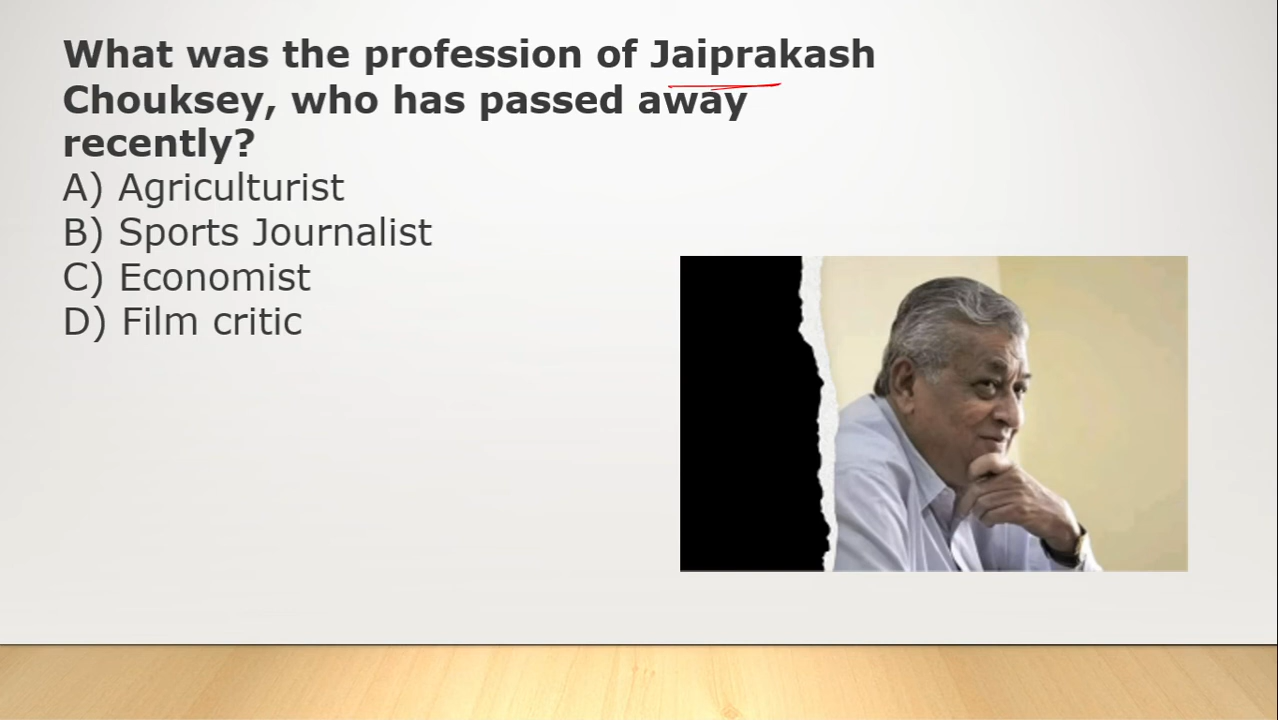 What was the profession of Jaiprakash
Chouksey, who has passed away
recently?
A) Agriculturist
B) Sports Journalist
C) Economist
D) Film critic